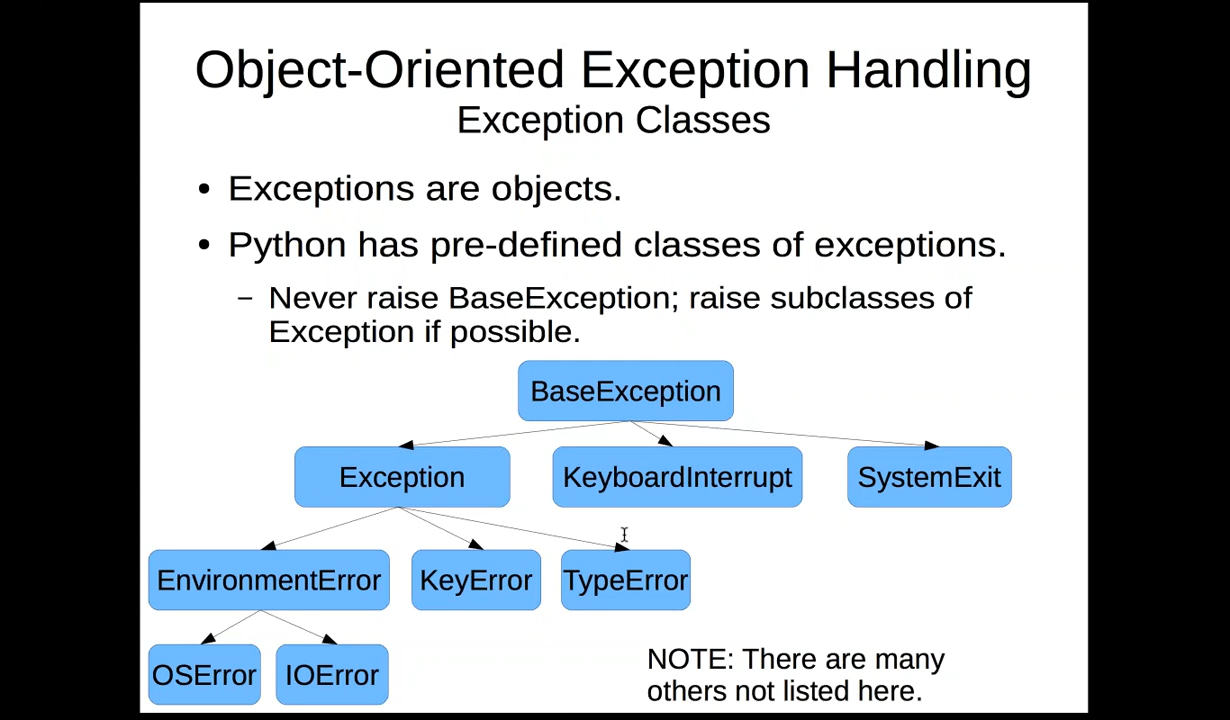 Object-Oriented Exception Handling
Exception Classes
• Exceptions are objects.
• Python has pre-defined classes of exceptions.
– Never raise BaseException; raise subclasses of
Exception if possible.
BaseException
Exception
KeyboardInterrupt
SystemExit
EnvironmentError
KeyError
TypeError
OSError
IOError
NOTE: There are many
others not listed here.